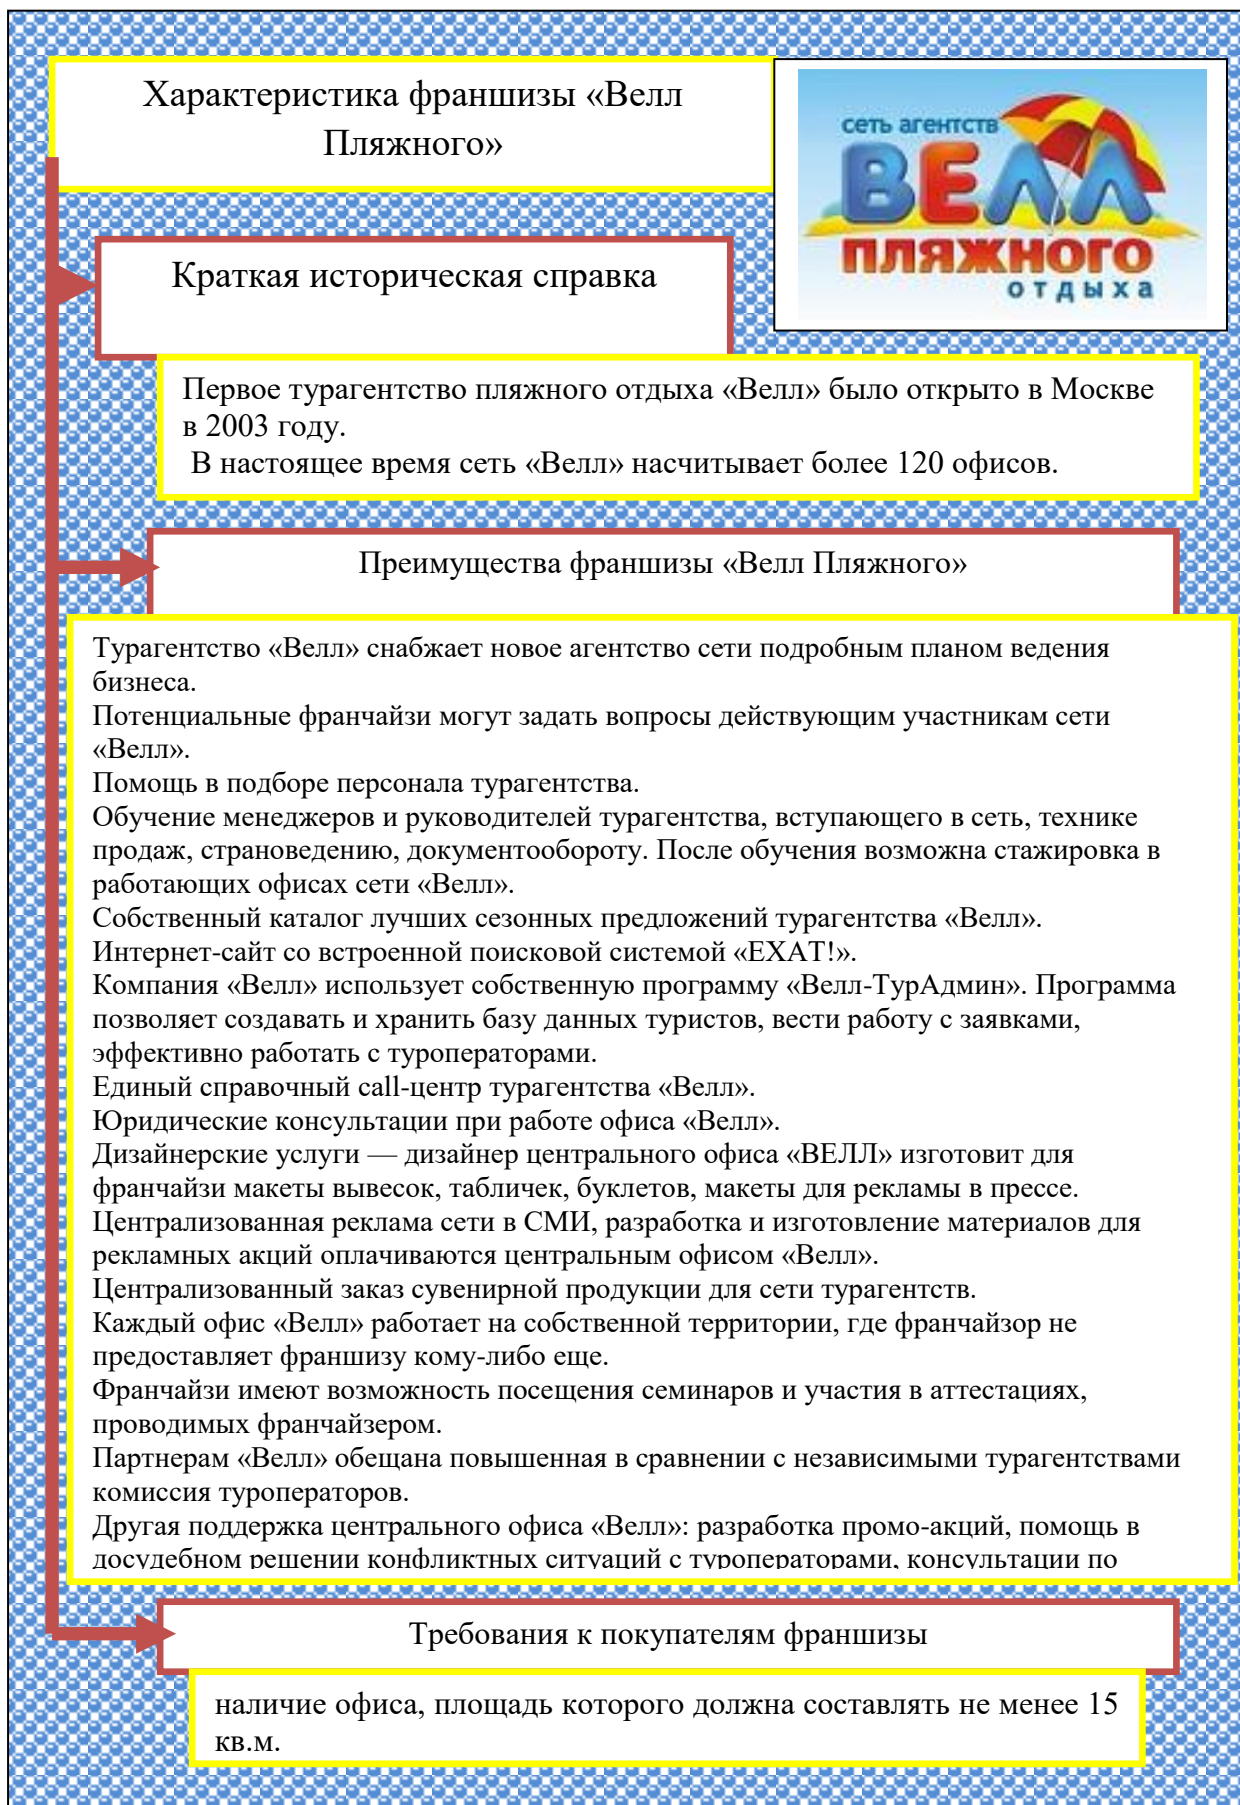 Характеристика франшизы «Велл
Пляжного»
сеть агентств
ВЕЛЛ
ПЛЯЖНОГО
отдыха
Краткая историческая справка
Первое турагентство пляжного отдыха «Велл» было открыто в Москве
в 2003 году.
В настоящее время сеть «Велл» насчитывает более 120 офисов.
Преимущества франшизы «Велл Пляжного»
Турагентство «Велл» снабжает новое агентство сети подробным планом ведения
бизнеса.
Потенциальные франчайзи могут задать вопросы действующим участникам сети
«Велл».
Помощь в подборе персонала турагентства.
Обучение менеджеров и руководителей турагентства, вступающего в сеть, технике
продаж, страноведению, документообороту. После обучения возможна стажировка в
работающих офисах сети «Велл».
Собственный каталог лучших сезонных предложений турагентства «Велл».
Интернет-сайт со встроенной поисковой системой «ЕХАТ!».
Компания «Велл» использует собственную программу «Велл-ТурАдмин». Программа
позволяет создавать и хранить базу данных туристов, вести работу с заявками,
эффективно работать с туроператорами.
Единый справочный call-центр турагентства «Велл».
Юридические консультации при работе офиса «Велл».
Дизайнерские услуги — дизайнер центрального офиса «ВЕЛЛ» изготовит для
франчайзи макеты вывесок, табличек, буклетов, макеты для рекламы в прессе.
Централизованная реклама сети в СМИ, разработка и изготовление материалов для
рекламных акций оплачиваются центральным офисом «Велл».
Централизованный заказ сувенирной продукции для сети турагентств.
Каждый офис «Велл» работает на собственной территории, где франчайзор не
предоставляет франшизу кому-либо еще.
Франчайзи имеют возможность посещения семинаров и участия в аттестациях,
проводимых франчайзером.
Партнерам «Велл» обещана повышенная в сравнении с независимыми турагентствами
комиссия туроператоров.
Другая поддержка центрального офиса «Велл»: разработка промо-акций, помощь в
досудебном решении конфликтных ситуаций с туроператорами, консультации по
Требования к покупателям франшизы
наличие офиса, площадь которого должна составлять не менее 15
кв.м.